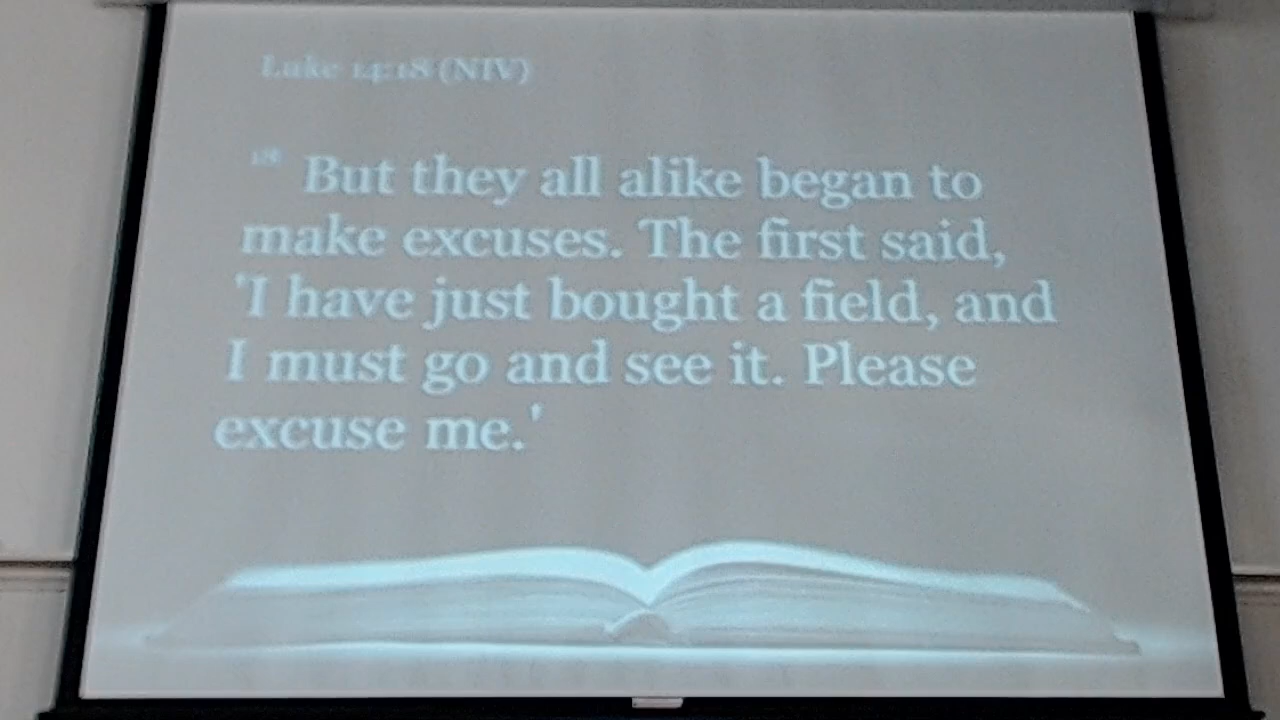 Luke 14:18 (NIV)
18 But they all alike began to
make excuses. The first said,
'I have just bought a field, and
I must go and see it. Please
excuse me.'